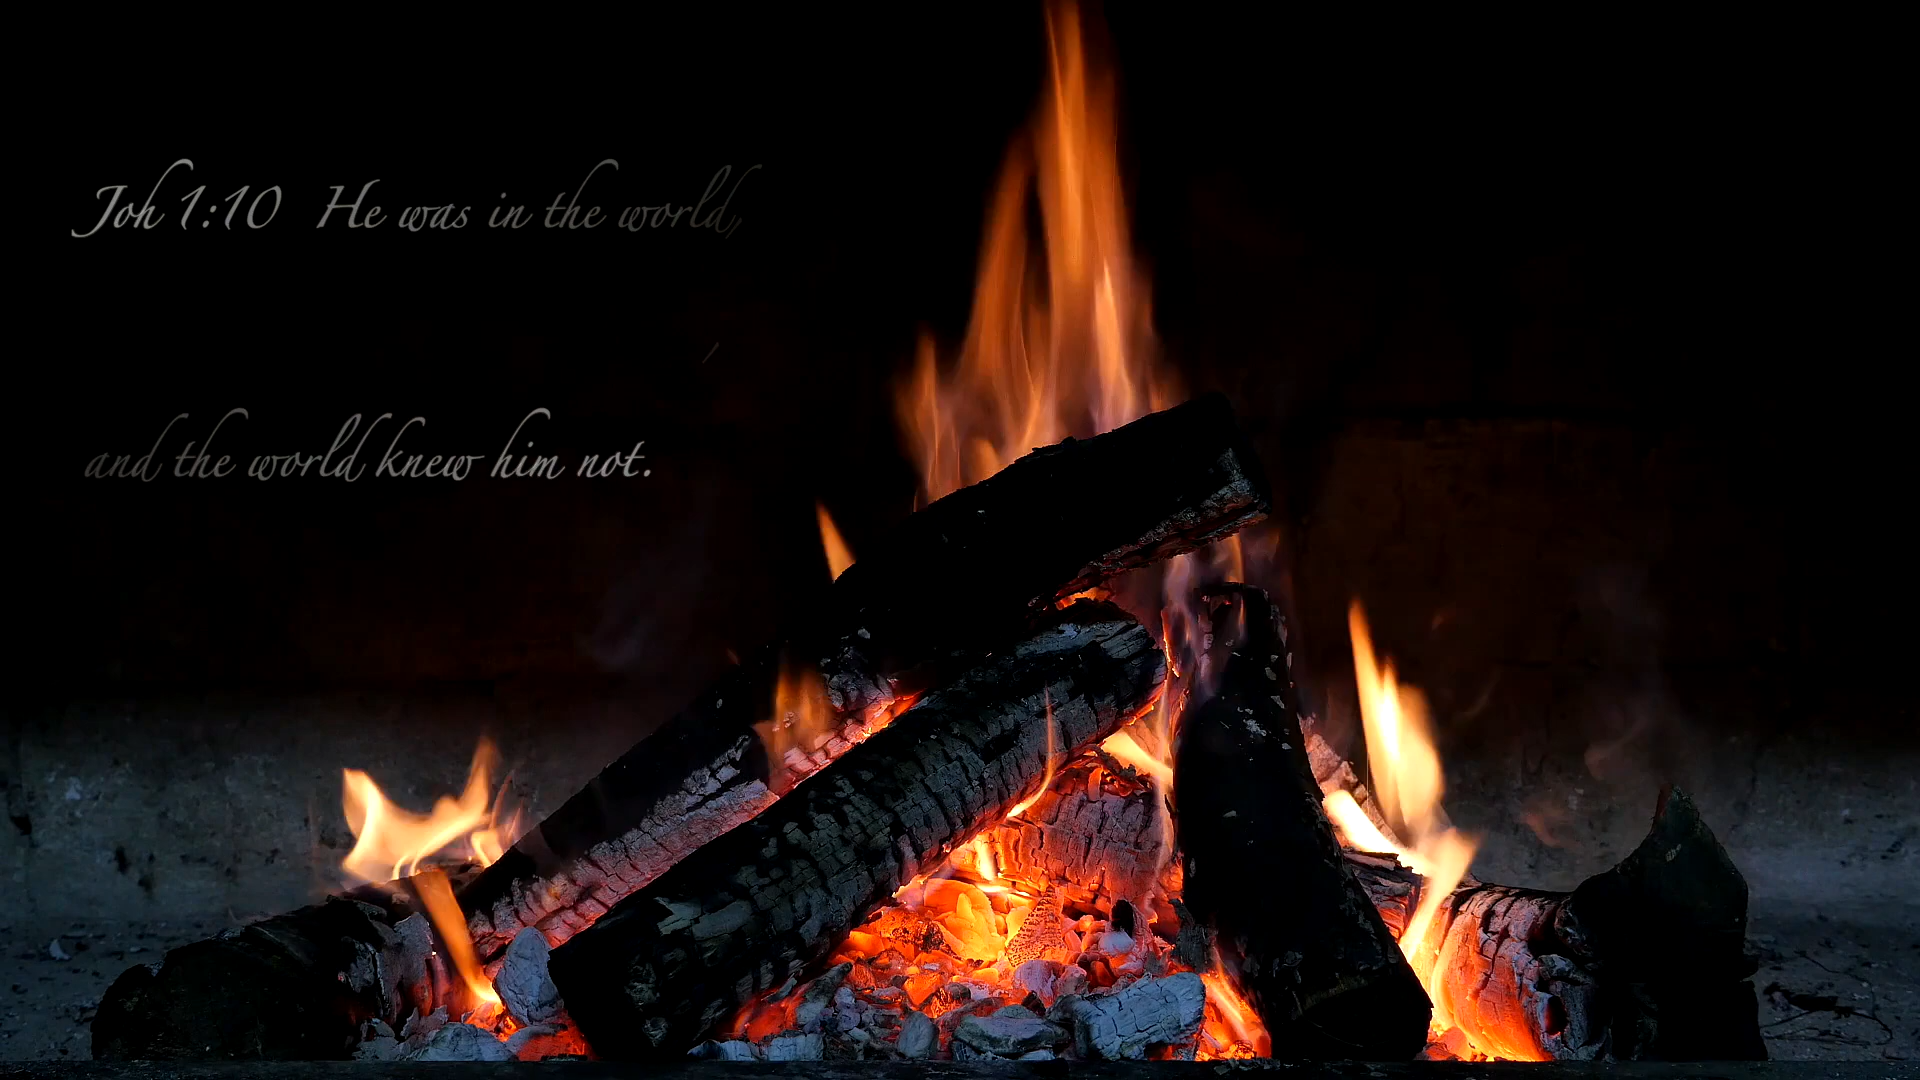 Joh 1:10 He was in the world,
and the world knew him not.